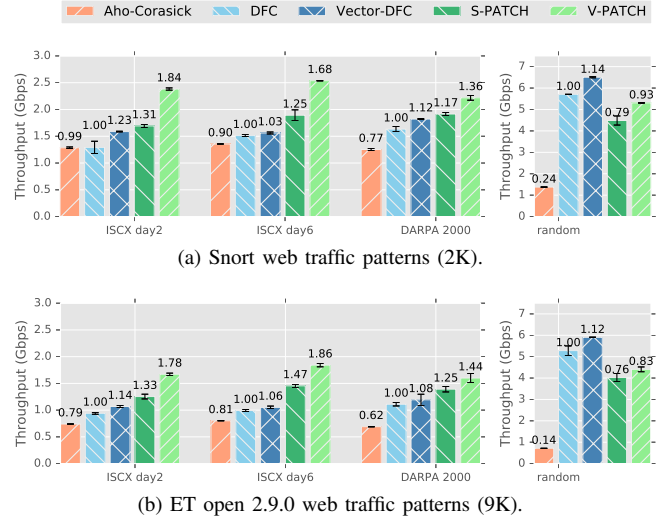 Aho-Corasick DFC Vector-DFC S-PATCH V-PATCH
Throughput (Gbps)
3.0
2.5
2.0
1.5
1.0
0.5
0.0
0.99 1.00 1.23 1.31 1.84
0.90 1.00 1.03 1.25 1.68
0.77 1.00 1.12 1.17 1.36
ISCX day2 ISCX day6 DARPA 2000
Throughput (Gbps)
7
6
5
4
3
2
1
0
0.24 1.00 1.14 0.79 0.93
random
(a) Snort web traffic patterns (2K).
Throughput (Gbps)
3.0
2.5
2.0
1.5
1.0
0.5
0.0
0.79 1.00 1.14 1.33 1.78
0.81 1.00 1.06 1.47 1.86
0.62 1.00 1.08 1.25 1.44
ISCX day2 ISCX day6 DARPA 2000
Throughput (Gbps)
7
6
5
4
3
2
1
0
0.14 1.00 1.12 0.76 0.83
random
(b) ET open 2.9.0 web traffic patterns (9K).